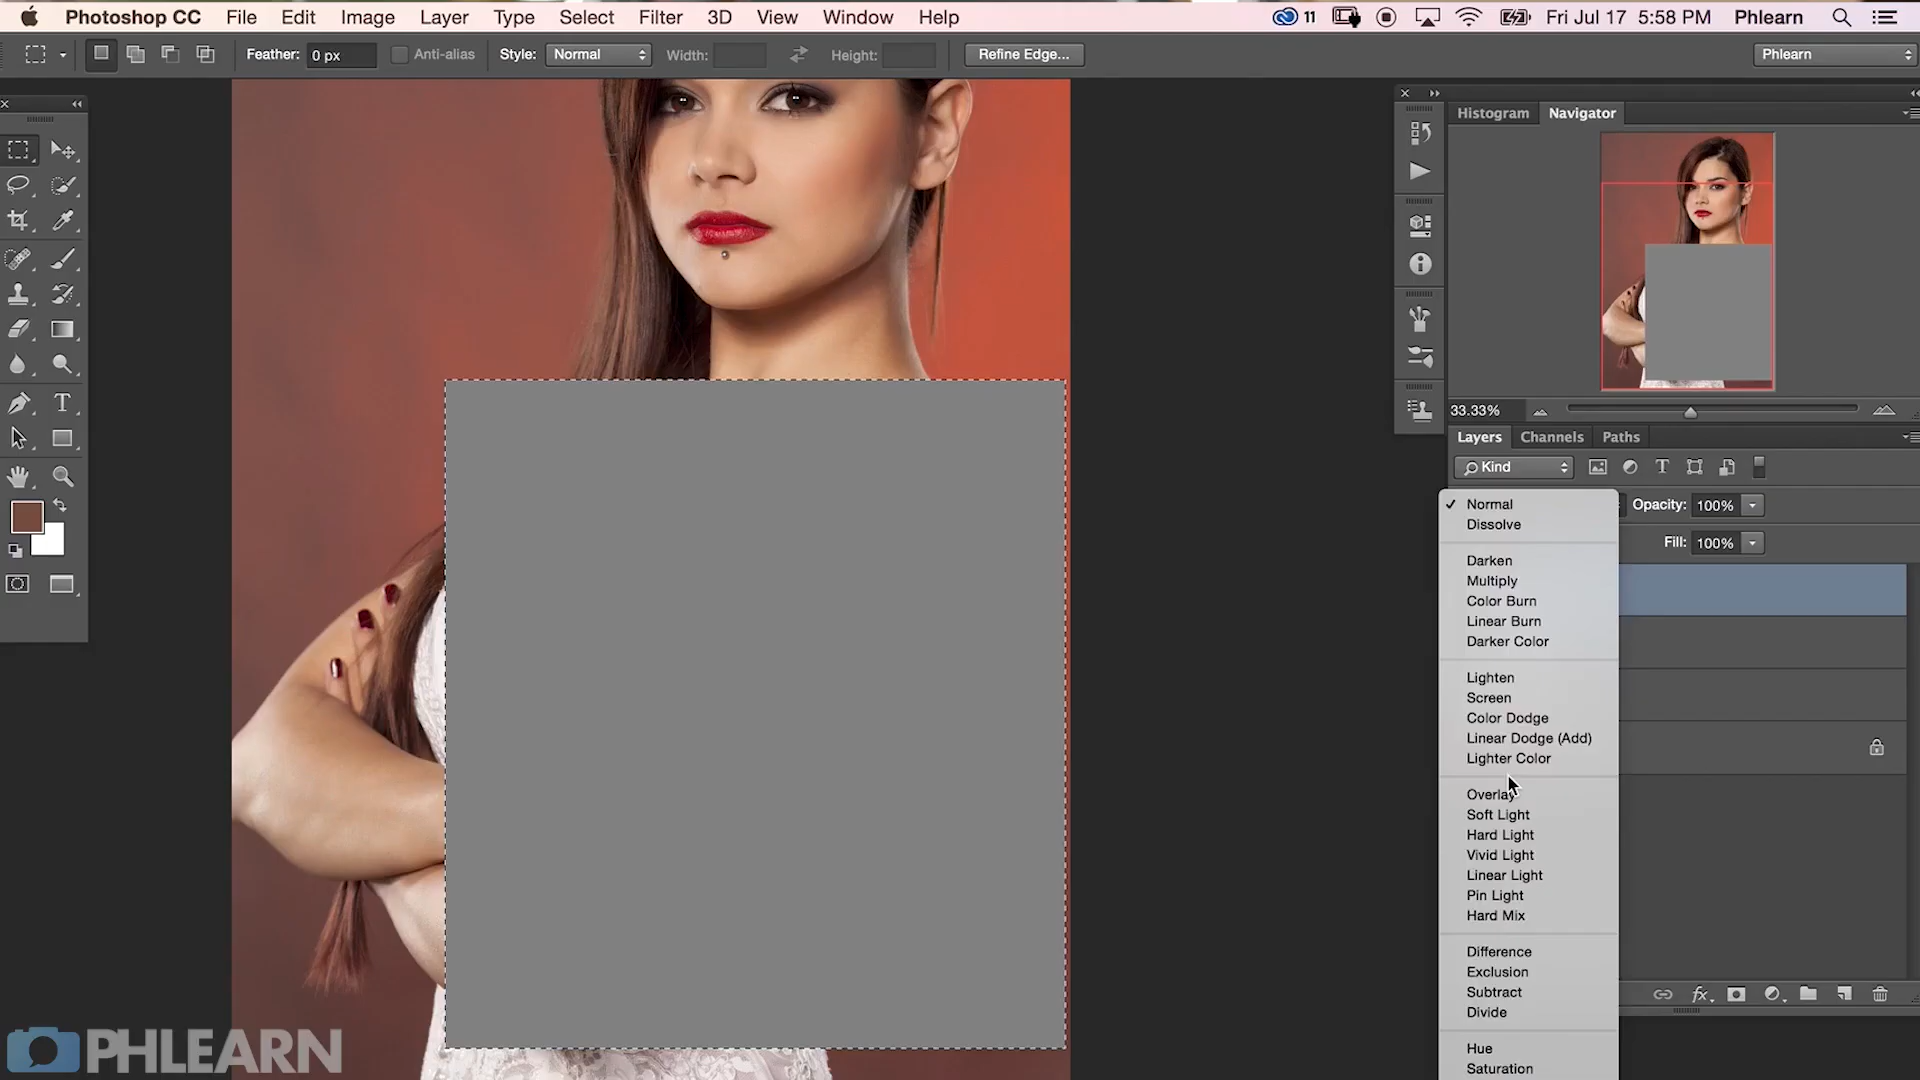 Photoshop CC File Edit Image Layer Type Select Filter 3D View Window Help 11 Fri Jul 17 5:58 PM Phlearn
Feather: 0 px Anti-alias Style: Normal Width: Height: Refine Edge... Phlearn
Histogram Navigator
33.33%
Layers Channels Paths
Kind
Normal
Opacity: 100%
Dissolve
Fill: 100%
Darken
Multiply
Color Burn
Linear Burn
Darker Color
Lighten
Screen
Color Dodge
Linear Dodge (Add)
Lighter Color
Overlay
Soft Light
Hard Light
Vivid Light
Linear Light
Pin Light
Hard Mix
Difference
Exclusion
Subtract
Divide
Hue
Saturation
PHLEARN